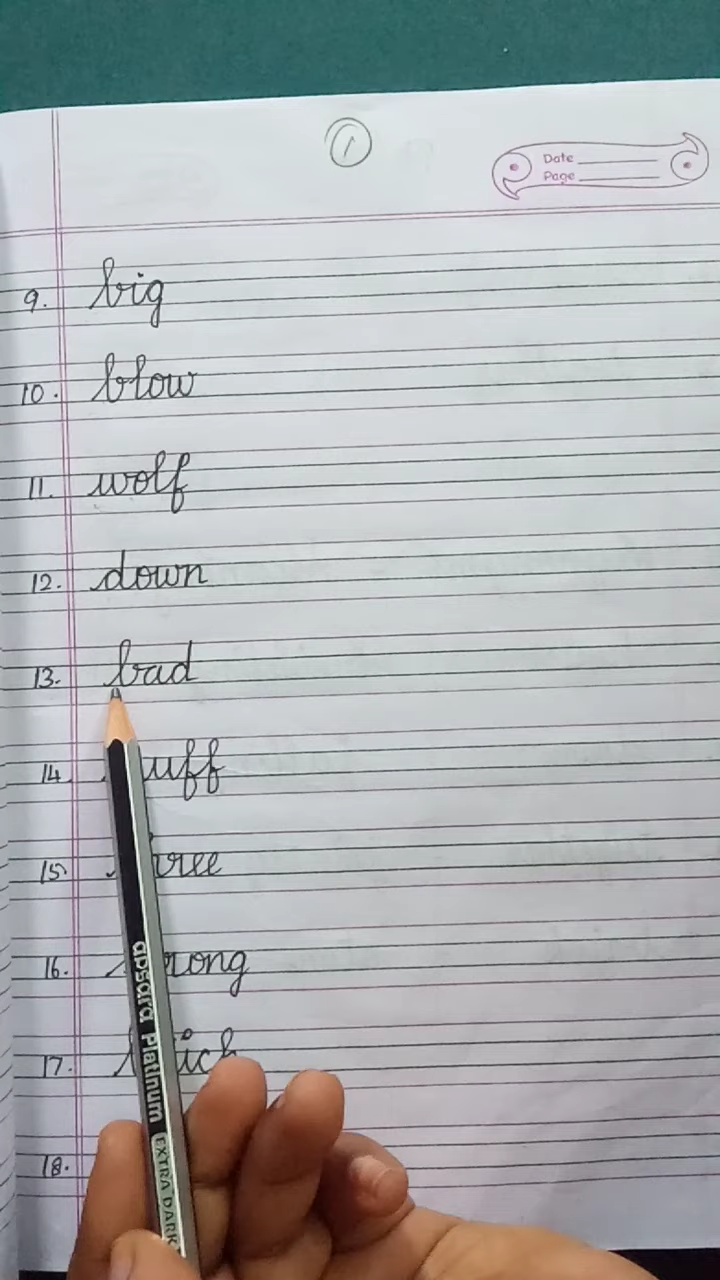 1
Date
Page
9. big
10. blow
11. wolf
12. down
13. bad
14.
15.
16.
17.
18.
apsara Platinum EXTRA DARK